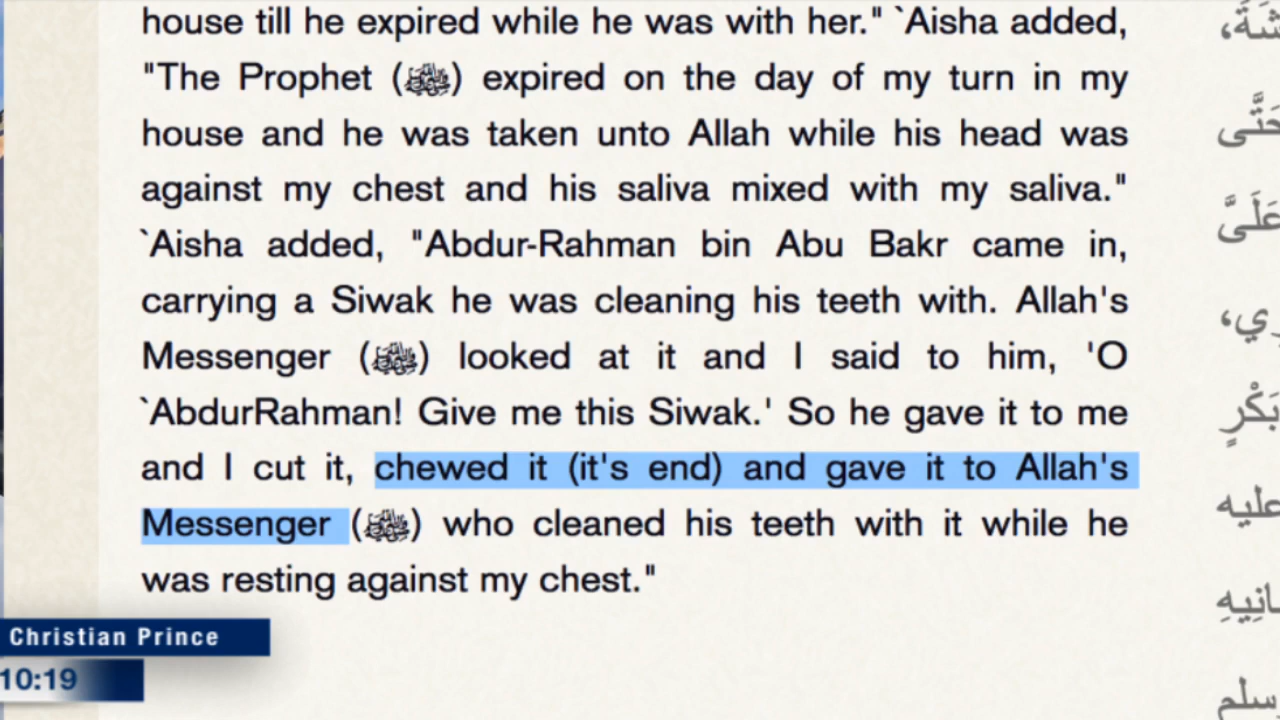 house till he expired while he was with her." `Aisha added,
"The Prophet (ﷺ) expired on the day of my turn in my
house and he was taken unto Allah while his head was
against my chest and his saliva mixed with my saliva."
`Aisha added, "Abdur-Rahman bin Abu Bakr came in,
carrying a Siwak he was cleaning his teeth with. Allah's
Messenger (ﷺ) looked at it and I said to him, 'O
`AbdurRahman! Give me this Siwak.' So he gave it to me
and I cut it, chewed it (it's end) and gave it to Allah's
Messenger (ﷺ) who cleaned his teeth with it while he
was resting against my chest."
Christian Prince
10:19